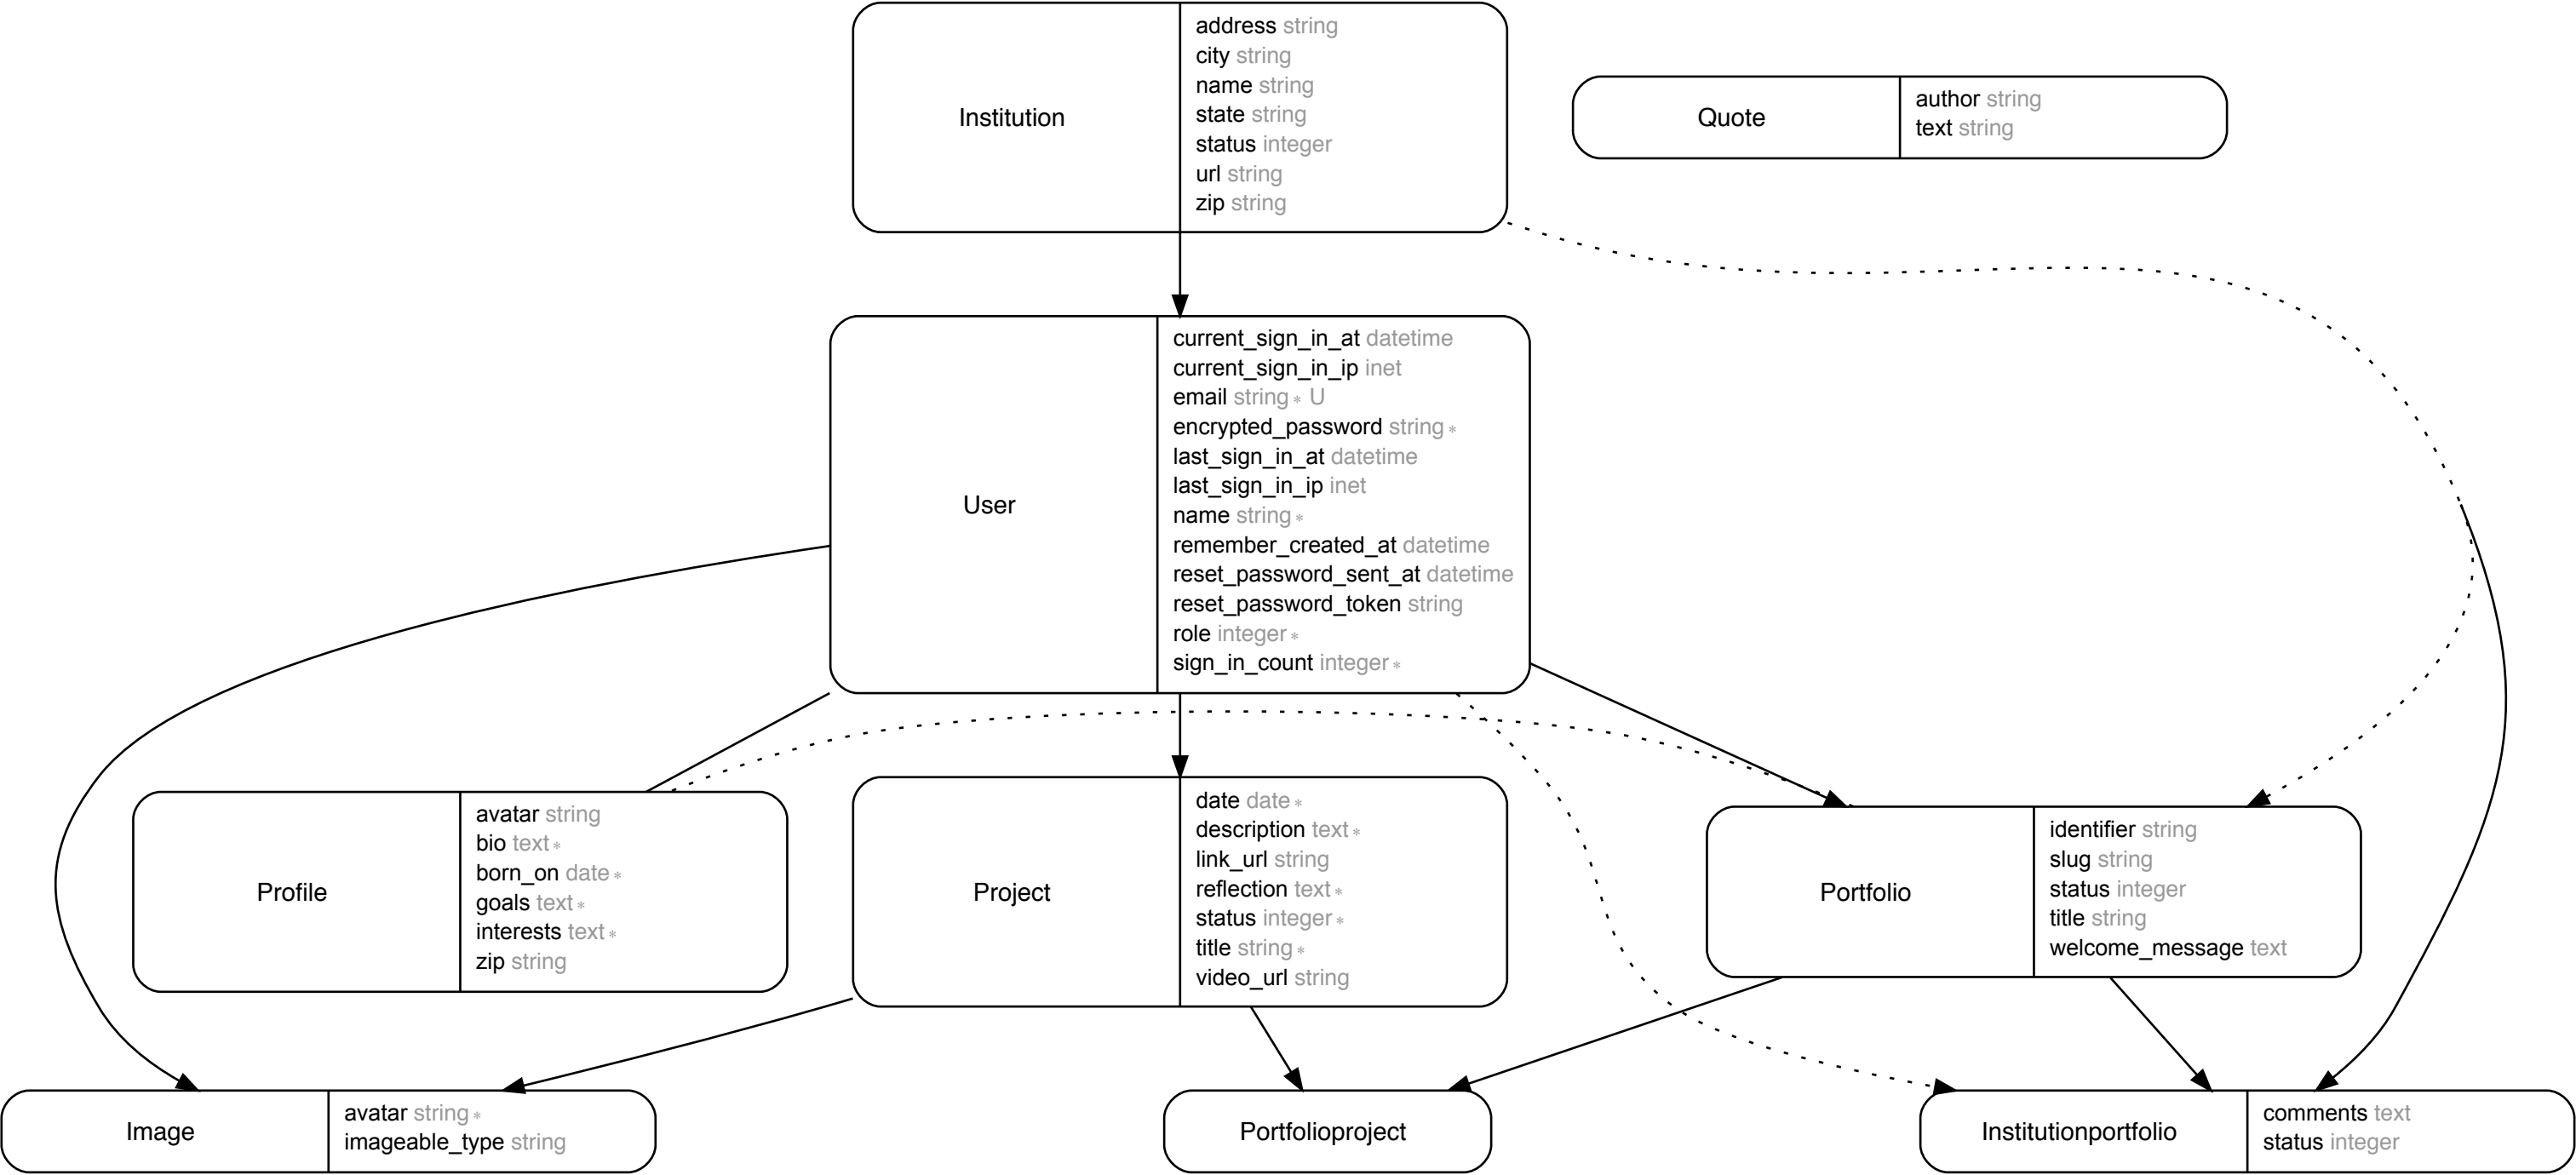 Institution
address string
city string
name string
state string
status integer
url string
zip string
Quote
author string
text string
User
current_sign_in_at datetime
current_sign_in_ip inet
email string * U
encrypted_password string *
last_sign_in_at datetime
last_sign_in_ip inet
name string *
remember_created_at datetime
reset_password_sent_at datetime
reset_password_token string
role integer *
sign_in_count integer *
Profile
avatar string
bio text *
born_on date *
goals text *
interests text *
zip string
Project
date date *
description text *
link_url string
reflection text *
status integer *
title string *
video_url string
Portfolio
identifier string
slug string
status integer
title string
welcome_message text
Image
avatar string *
imageable_type string
Portfolioproject
Institutionportfolio
comments text
status integer